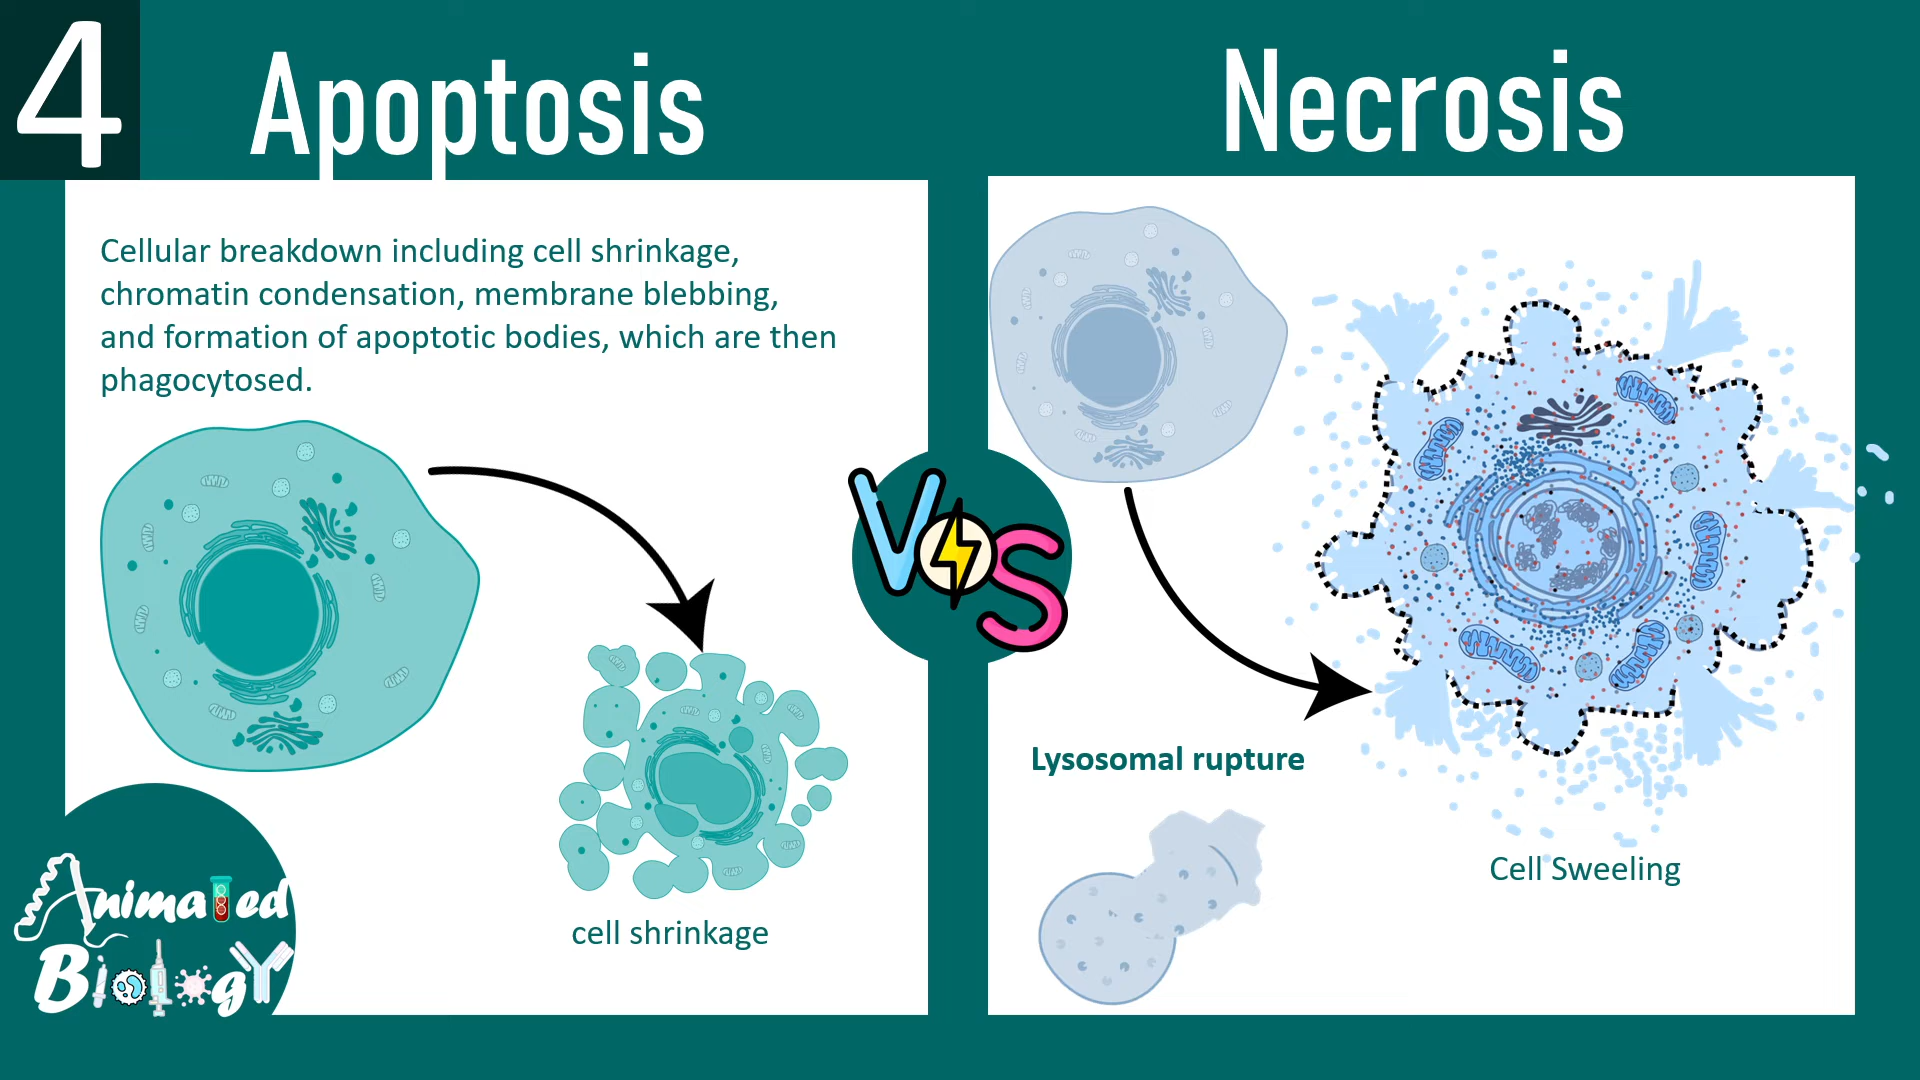 4
Apoptosis
Necrosis
Cellular breakdown including cell shrinkage,
chromatin condensation, membrane blebbing,
and formation of apoptotic bodies, which are then
phagocytosed.
VS
Lysosomal rupture
Cell Sweeling
cell shrinkage
Animated
Biology